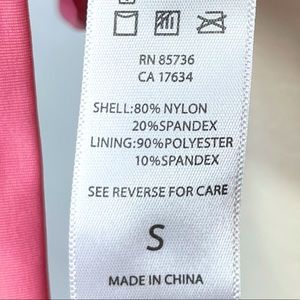 RN 85736
CA 17634
SHELL:80% NYLON
20%SPANDEX
LINING:90%POLYESTER
10%SPANDEX
SEE REVERSE FOR CARE
S
MADE IN CHINA